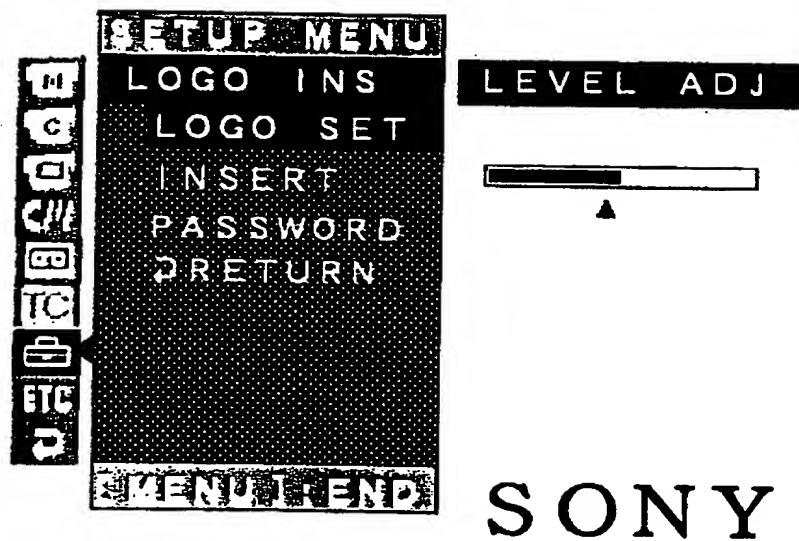 SETUP MENU
LOGO INS
LOGO SET
INSERT
PASSWORD
RETURN
[MENU]:END
M
C
TC
ETC
LEVEL ADJ
SONY